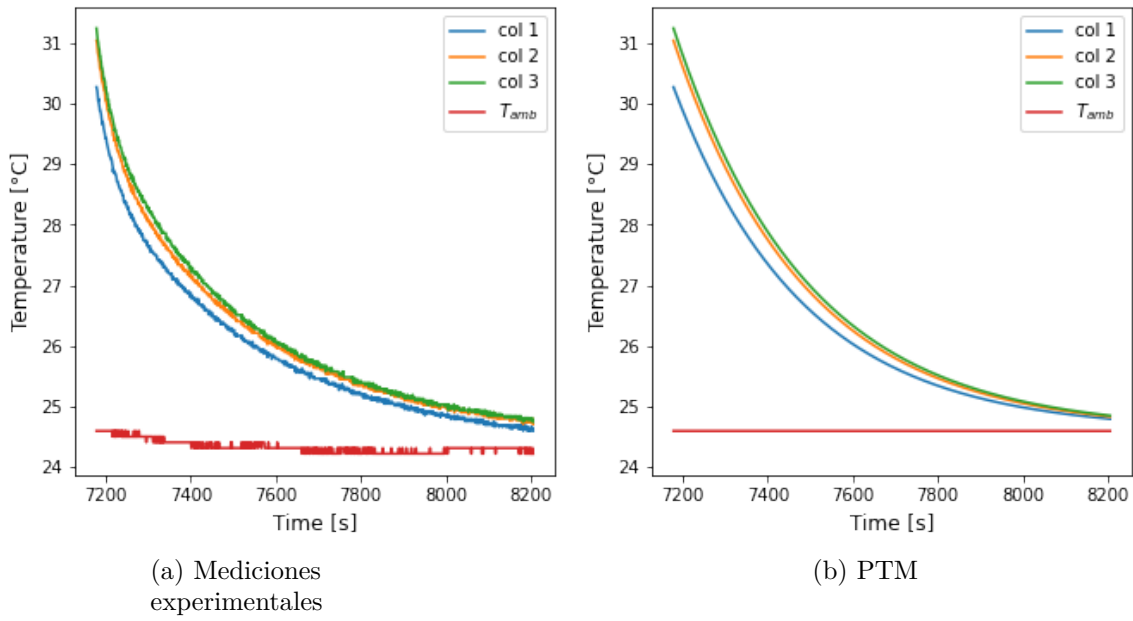 31
30
29
28
27
26
25
24
Temperature [°C]
col 1
col 2
col 3
T_amb
7200 7400 7600 7800 8000 8200
Time [s]
(a) Mediciones
experimentales
31
30
29
28
27
26
25
24
Temperature [°C]
col 1
col 2
col 3
T_amb
7200 7400 7600 7800 8000 8200
Time [s]
(b) PTM